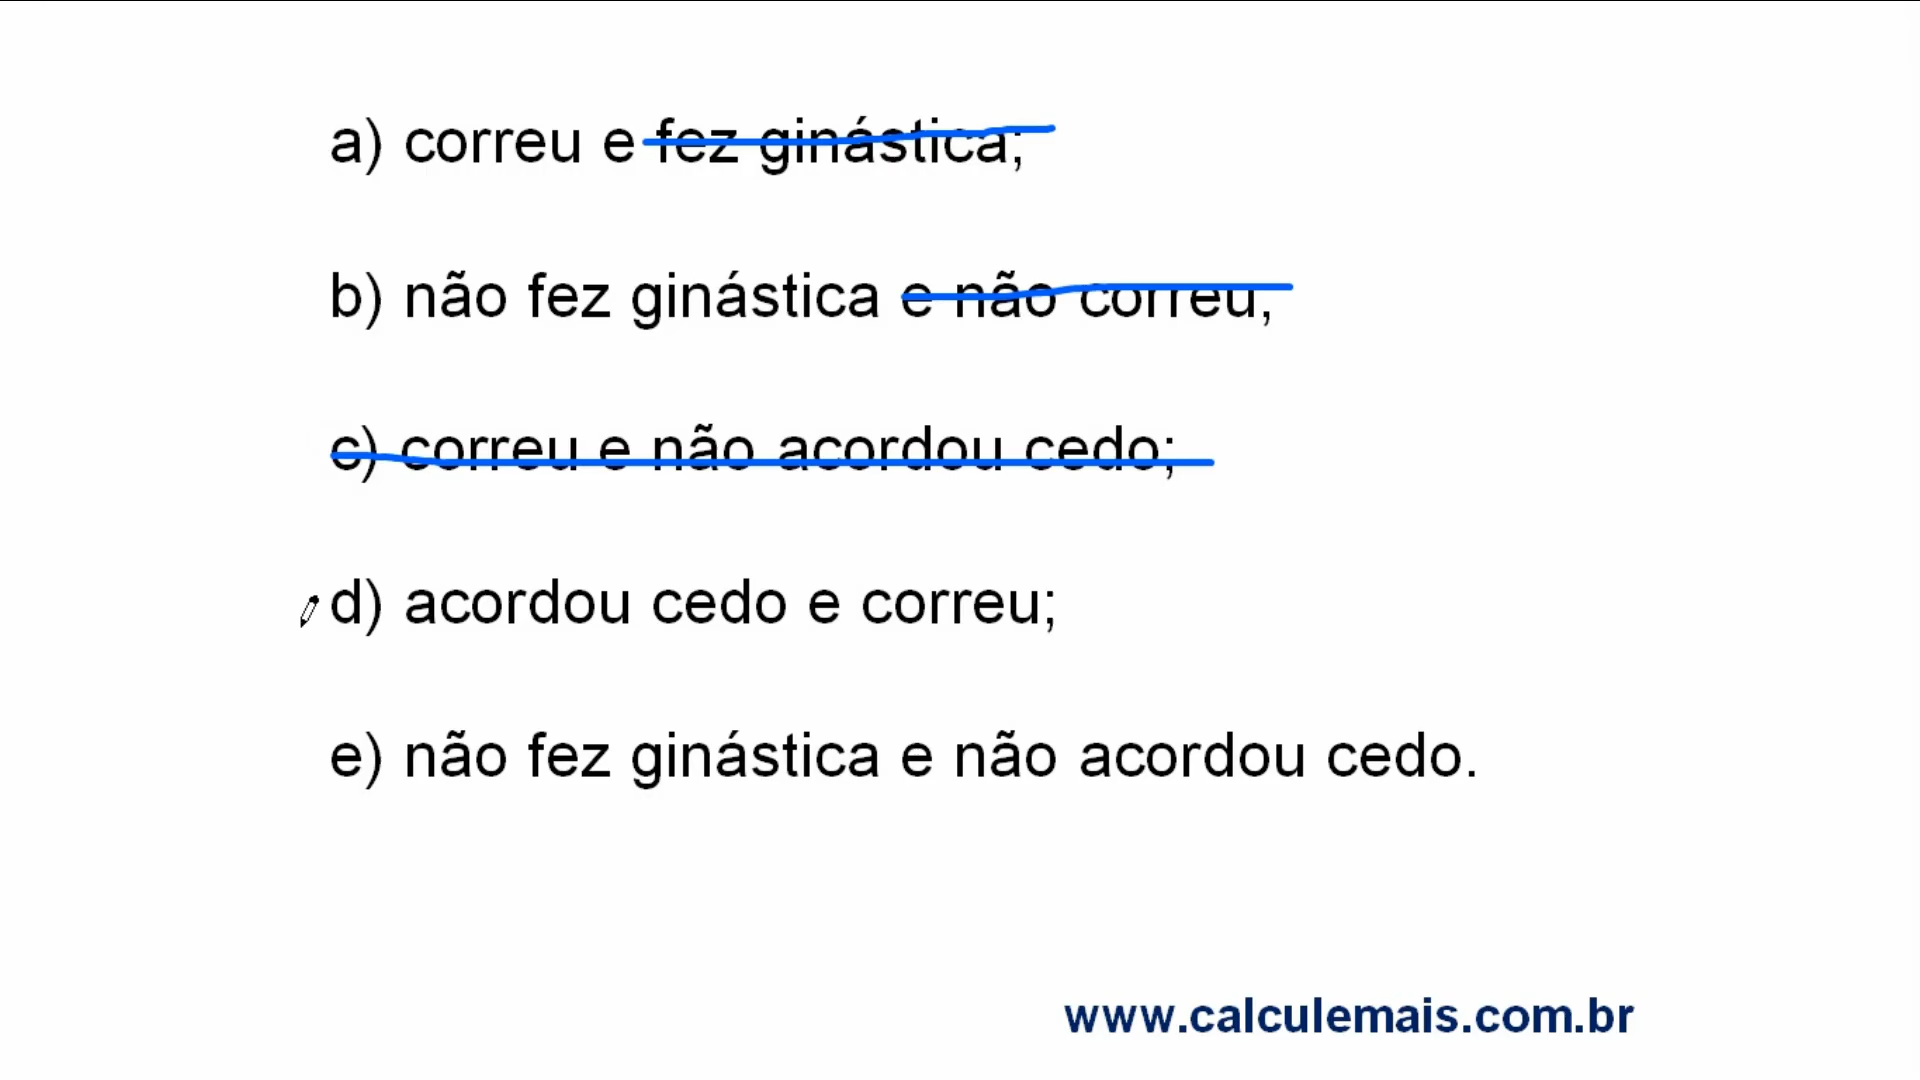 a) correu e fez ginástica;
b) não fez ginástica e não correu;
c) correu e não acordou cedo;
d) acordou cedo e correu;
e) não fez ginástica e não acordou cedo.
www.calculemais.com.br